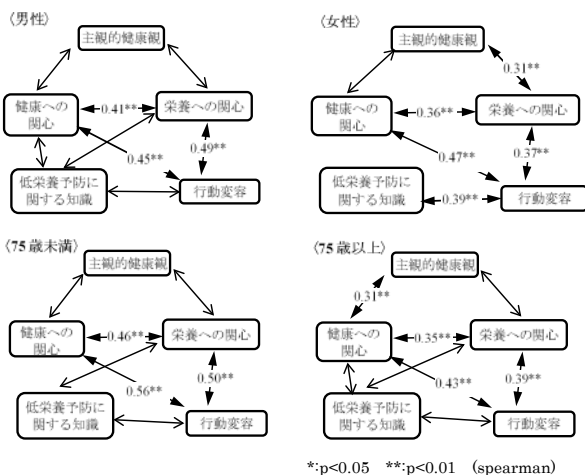 〈男性〉
主観的健康観
健康への
関心
0.41**
栄養への関心
0.45**
0.49**
低栄養予防に
関する知識
行動変容
〈女性〉
主観的健康観
0.31**
健康への
関心
0.36**
栄養への関心
0.47**
0.37**
低栄養予防に
関する知識
0.39**
行動変容
〈75歳未満〉
主観的健康観
健康への
関心
0.46**
栄養への関心
0.56**
0.50**
低栄養予防に
関する知識
行動変容
〈75歳以上〉
主観的健康観
0.31**
健康への
関心
0.35**
栄養への関心
0.43**
0.39**
低栄養予防に
関する知識
行動変容
*:p<0.05 **:p<0.01 (spearman)